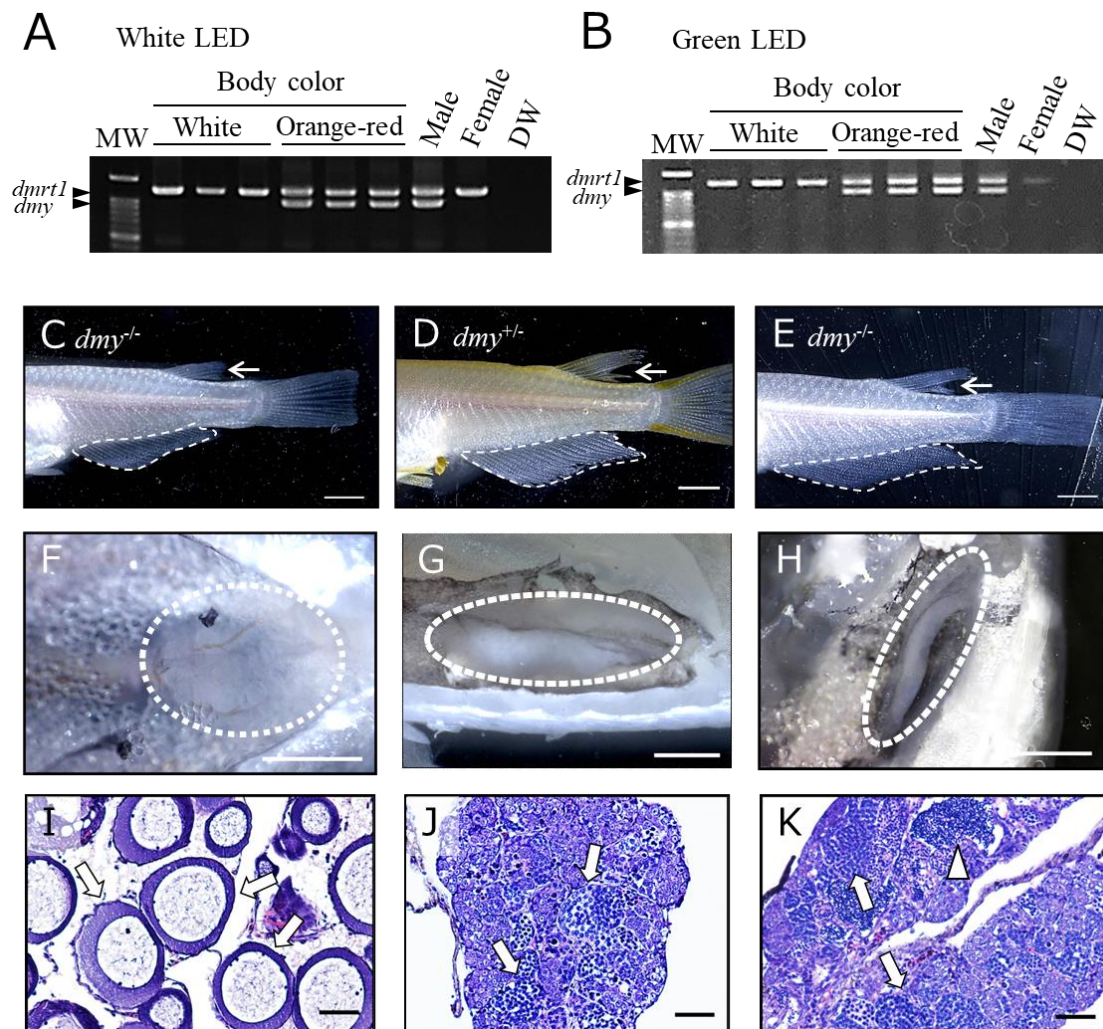 A White LED
Body color
MW White Orange-red Male Female DW
dmrt1
dmy
B Green LED
Body color
MW White Orange-red Male Female DW
dmrt1
dmy
C dmy-/-
D dmy+/-
E dmy-/-
F
G
H
I
J
K